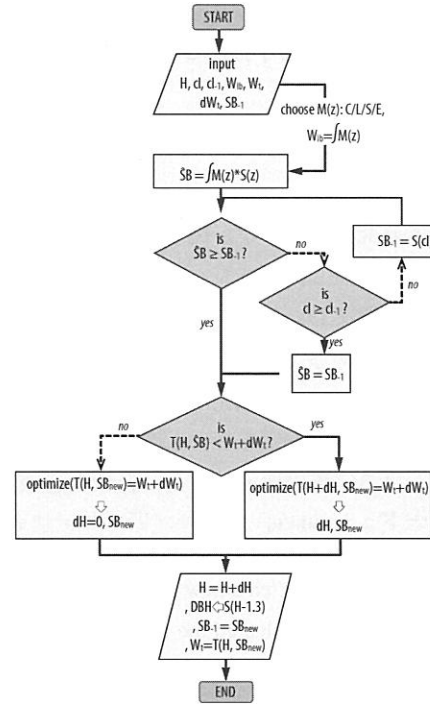 START
input
H, cl, cl-1, Wlb, Wt,
dWt, SB-1
choose M(z): C/L/S/E,
Wlb=∫M(z)
ŜB = ∫M(z)*S(z)
is
ŜB ≥ SB-1?
no
SB-1 = S(cl
is
cl ≥ cl-1?
no
yes
yes
ŜB = SB-1
is
T(H, ŜB) < Wt+dWt?
no
yes
optimize(T(H, SBnew)=Wt+dWt)
⇩
dH=0, SBnew
optimize(T(H+dH, SBnew)=Wt+dWt)
⇩
dH, SBnew
H = H+dH
, DBH⇦S(H-1.3)
, SB-1 = SBnew
, Wt=T(H, SBnew)
END